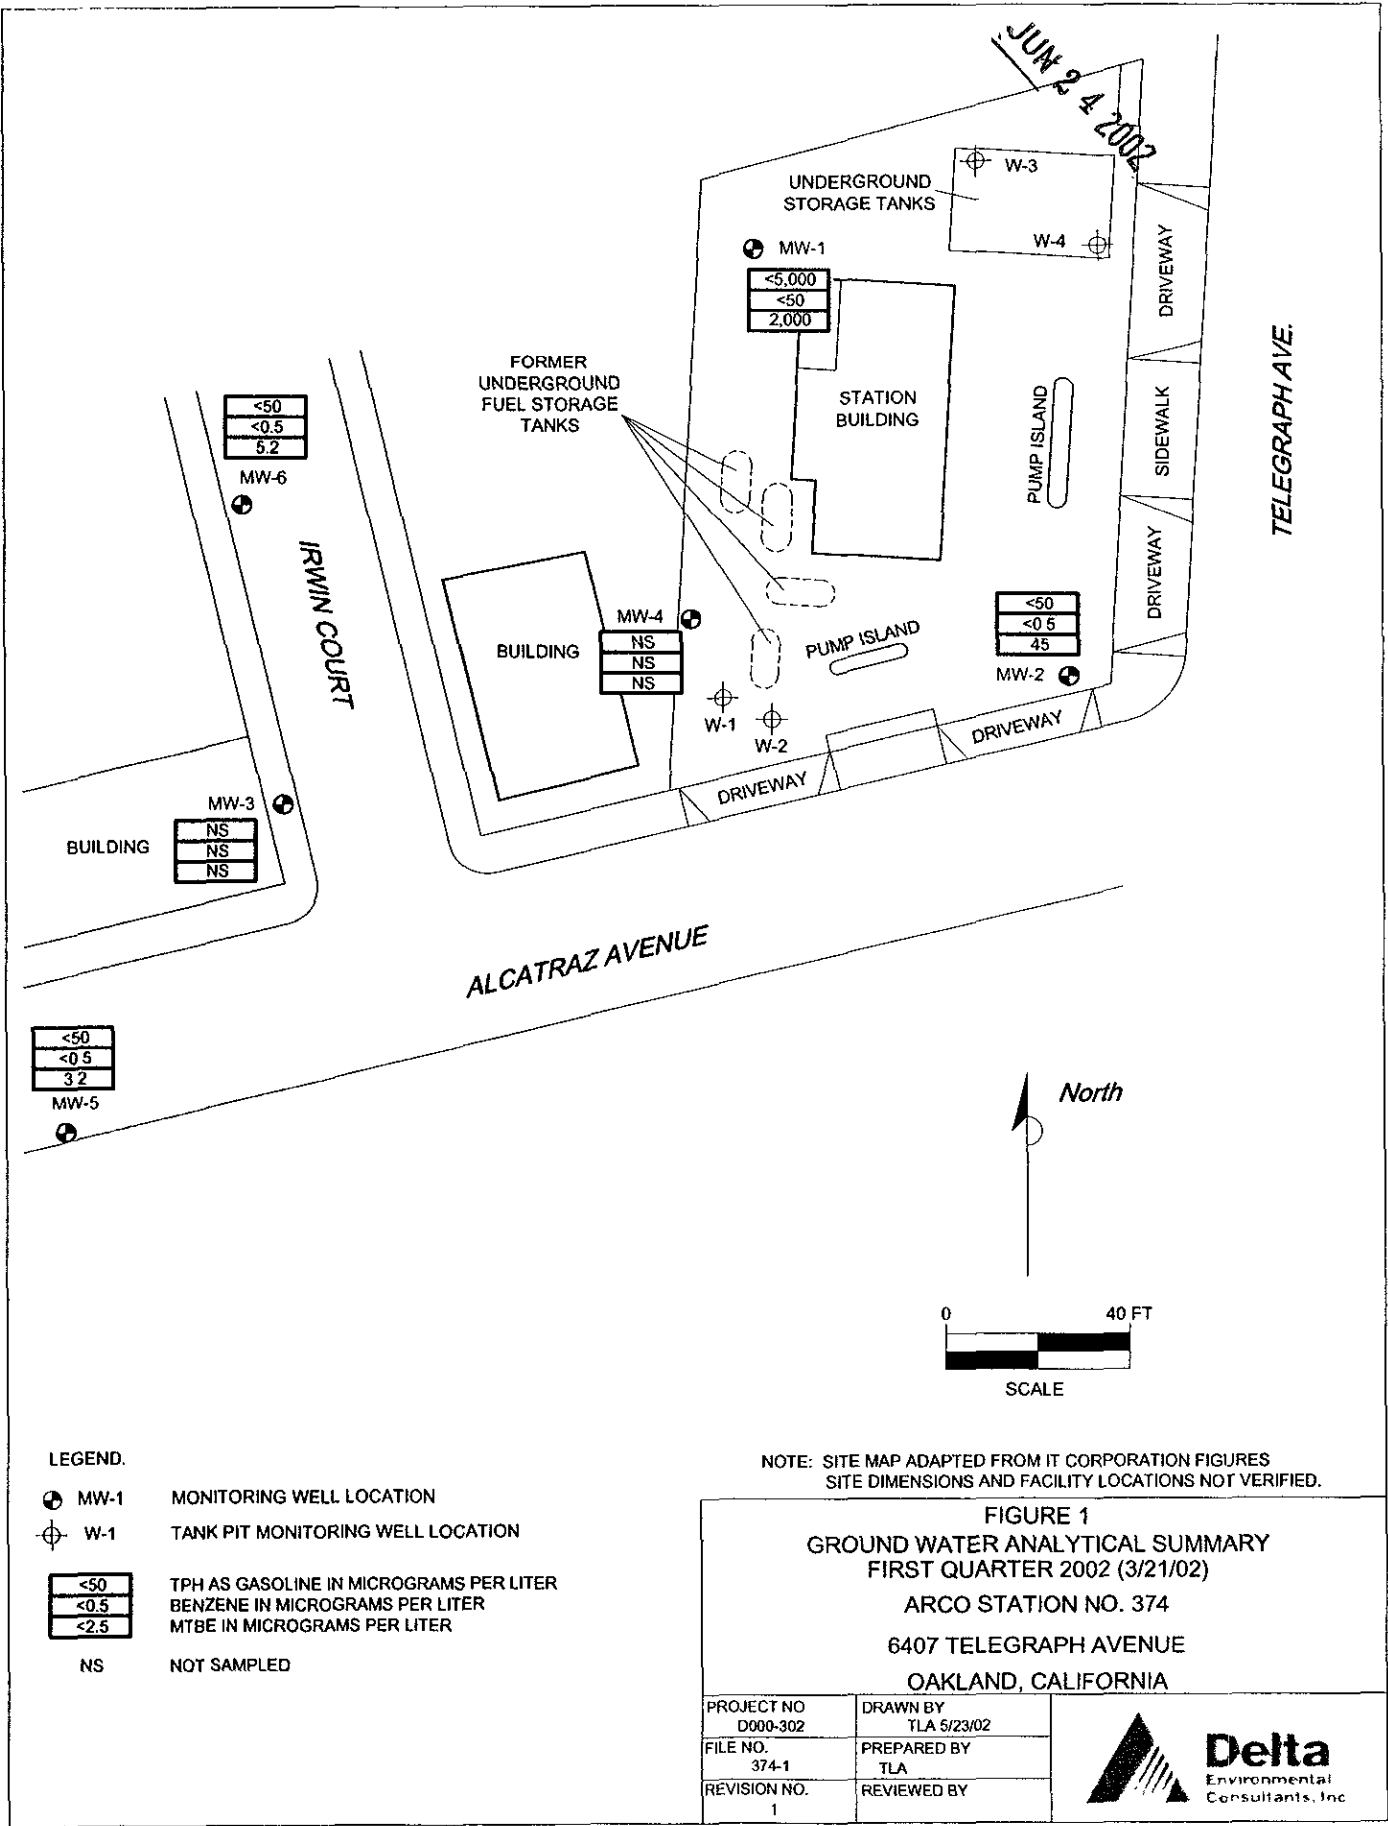 JUN 24 2002
W-3
UNDERGROUND
STORAGE TANKS
W-4
MW-1
<5,000
<50
2,000
DRIVEWAY
TELEGRAPH AVE.
FORMER
UNDERGROUND
FUEL STORAGE
TANKS
STATION
BUILDING
PUMP ISLAND
SIDEWALK
<50
<0.5
5.2
MW-6
IRWIN COURT
DRIVEWAY
BUILDING
MW-4
NS
NS
NS
PUMP ISLAND
<50
<0 5
45
MW-2
W-1
W-2
DRIVEWAY
DRIVEWAY
MW-3
BUILDING
NS
NS
NS
ALCATRAZ AVENUE
<50
<0 5
3 2
MW-5
North
0 40 FT
SCALE
LEGEND.
MW-1 MONITORING WELL LOCATION
W-1 TANK PIT MONITORING WELL LOCATION
<50 TPH AS GASOLINE IN MICROGRAMS PER LITER
<0.5 BENZENE IN MICROGRAMS PER LITER
<2.5 MTBE IN MICROGRAMS PER LITER
NS NOT SAMPLED
NOTE: SITE MAP ADAPTED FROM IT CORPORATION FIGURES
SITE DIMENSIONS AND FACILITY LOCATIONS NOT VERIFIED.
FIGURE 1
GROUND WATER ANALYTICAL SUMMARY
FIRST QUARTER 2002 (3/21/02)
ARCO STATION NO. 374
6407 TELEGRAPH AVENUE
OAKLAND, CALIFORNIA
PROJECT NO
D000-302
DRAWN BY
TLA 5/23/02
FILE NO.
374-1
PREPARED BY
TLA
REVISION NO.
1
REVIEWED BY
Delta
Environmental
Consultants, Inc